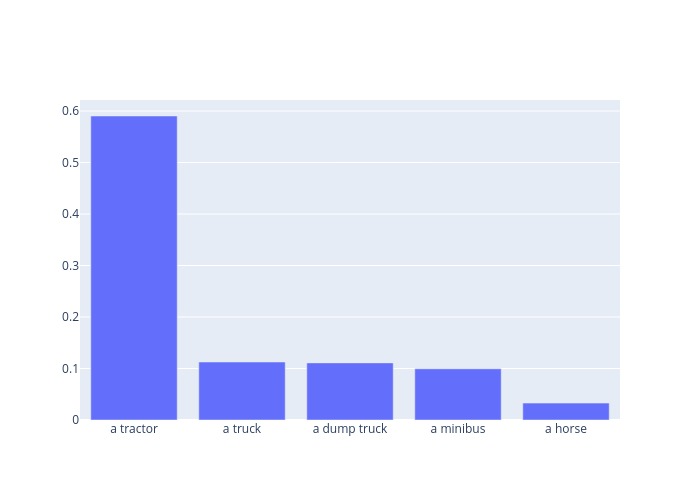 0.6
0.5
0.4
0.3
0.2
0.1
0
a tractor
a truck
a dump truck
a minibus
a horse